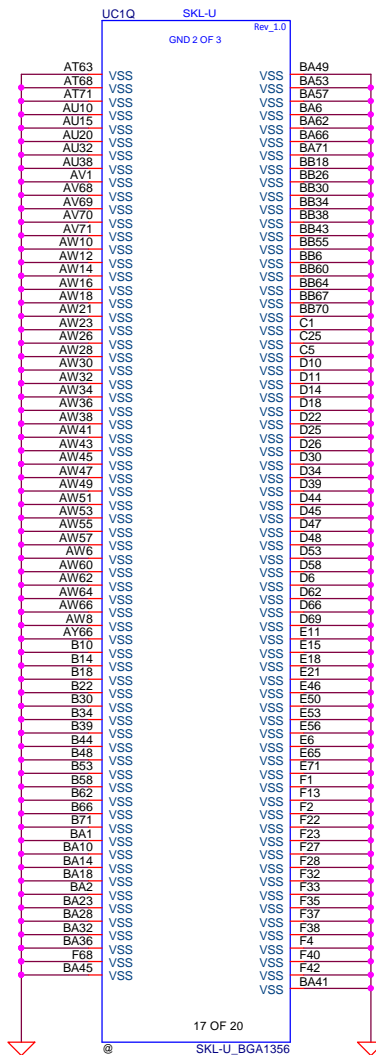 UC1Q SKL-U
Rev_1.0
GND 2 OF 3
AT63 VSS VSS BA49
AT68 VSS VSS BA53
AT71 VSS VSS BA57
AU10 VSS VSS BA6
AU15 VSS VSS BA62
AU20 VSS VSS BA66
AU32 VSS VSS BA71
AU38 VSS VSS BB18
AV1 VSS VSS BB26
AV68 VSS VSS BB30
AV69 VSS VSS BB34
AV70 VSS VSS BB38
AV71 VSS VSS BB43
AW10 VSS VSS BB55
AW12 VSS VSS BB6
AW14 VSS VSS BB60
AW16 VSS VSS BB64
AW18 VSS VSS BB67
AW21 VSS VSS BB70
AW23 VSS VSS C1
AW26 VSS VSS C25
AW28 VSS VSS C5
AW30 VSS VSS D10
AW32 VSS VSS D11
AW34 VSS VSS D14
AW36 VSS VSS D18
AW38 VSS VSS D22
AW41 VSS VSS D25
AW43 VSS VSS D26
AW45 VSS VSS D30
AW47 VSS VSS D34
AW49 VSS VSS D39
AW51 VSS VSS D44
AW53 VSS VSS D45
AW55 VSS VSS D47
AW57 VSS VSS D48
AW6 VSS VSS D53
AW60 VSS VSS D58
AW62 VSS VSS D6
AW64 VSS VSS D62
AW66 VSS VSS D66
AW8 VSS VSS D69
AY66 VSS VSS E11
B10 VSS VSS E15
B14 VSS VSS E18
B18 VSS VSS E21
B22 VSS VSS E46
B30 VSS VSS E50
B34 VSS VSS E53
B39 VSS VSS E56
B44 VSS VSS E6
B48 VSS VSS E65
B53 VSS VSS E71
B58 VSS VSS F1
B62 VSS VSS F13
B66 VSS VSS F2
B71 VSS VSS F22
BA1 VSS VSS F23
BA10 VSS VSS F27
BA14 VSS VSS F28
BA18 VSS VSS F32
BA2 VSS VSS F33
BA23 VSS VSS F35
BA28 VSS VSS F37
BA32 VSS VSS F38
BA36 VSS VSS F4
F68 VSS VSS F40
BA45 VSS VSS F42
VSS BA41
17 OF 20
@ SKL-U_BGA1356